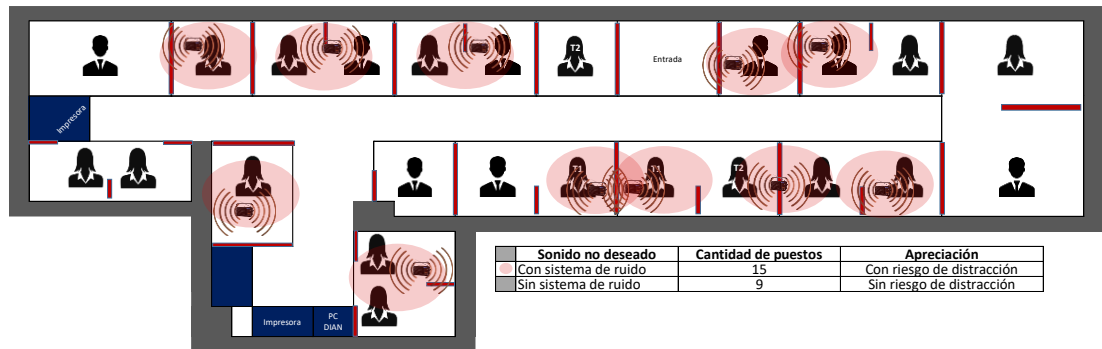 T2
Entrada
Impresora
T1
T1
T2
Sonido no deseado Cantidad de puestos Apreciación
Con sistema de ruido 15 Con riesgo de distracción
Sin sistema de ruido 9 Sin riesgo de distracción
Impresora
PC
DIAN